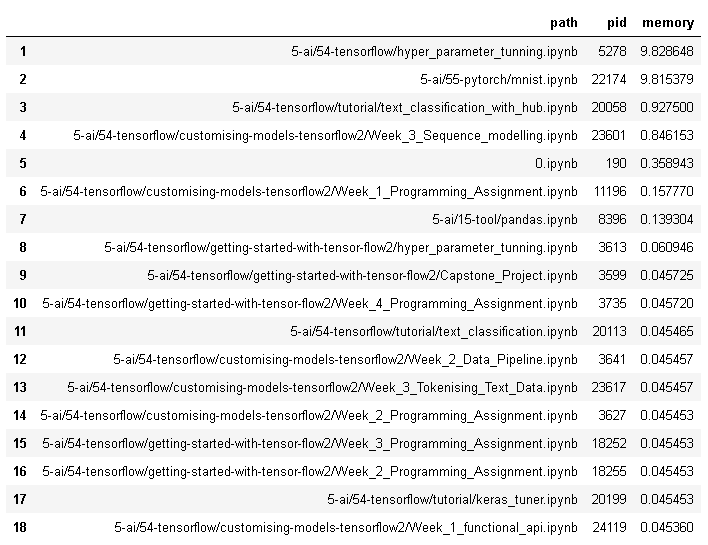 path pid memory
1 5-ai/54-tensorflow/hyper_parameter_tunning.ipynb 5278 9.828648
2 5-ai/55-pytorch/mnist.ipynb 22174 9.815379
3 5-ai/54-tensorflow/tutorial/text_classification_with_hub.ipynb 20058 0.927500
4 5-ai/54-tensorflow/customising-models-tensorflow2/Week_3_Sequence_modelling.ipynb 23601 0.846153
5 0.ipynb 190 0.358943
6 5-ai/54-tensorflow/customising-models-tensorflow2/Week_1_Programming_Assignment.ipynb 11196 0.157770
7 5-ai/15-tool/pandas.ipynb 8396 0.139304
8 5-ai/54-tensorflow/getting-started-with-tensor-flow2/hyper_parameter_tunning.ipynb 3613 0.060946
9 5-ai/54-tensorflow/getting-started-with-tensor-flow2/Capstone_Project.ipynb 3599 0.045725
10 5-ai/54-tensorflow/getting-started-with-tensor-flow2/Week_4_Programming_Assignment.ipynb 3735 0.045720
11 5-ai/54-tensorflow/tutorial/text_classification.ipynb 20113 0.045465
12 5-ai/54-tensorflow/customising-models-tensorflow2/Week_2_Data_Pipeline.ipynb 3641 0.045457
13 5-ai/54-tensorflow/customising-models-tensorflow2/Week_3_Tokenising_Text_Data.ipynb 23617 0.045457
14 5-ai/54-tensorflow/customising-models-tensorflow2/Week_2_Programming_Assignment.ipynb 3627 0.045453
15 5-ai/54-tensorflow/getting-started-with-tensor-flow2/Week_3_Programming_Assignment.ipynb 18252 0.045453
16 5-ai/54-tensorflow/getting-started-with-tensor-flow2/Week_2_Programming_Assignment.ipynb 18255 0.045453
17 5-ai/54-tensorflow/tutorial/keras_tuner.ipynb 20199 0.045453
18 5-ai/54-tensorflow/customising-models-tensorflow2/Week_1_functional_api.ipynb 24119 0.045360